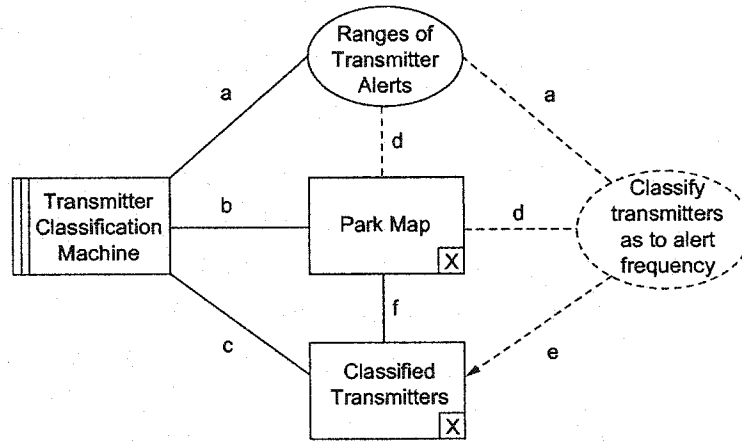 Ranges of
Transmitter
Alerts
a
a
d
Transmitter
Classification
Machine
b
Park Map
X
d
Classify
transmitters
as to alert
frequency
f
c
e
Classified
Transmitters
X